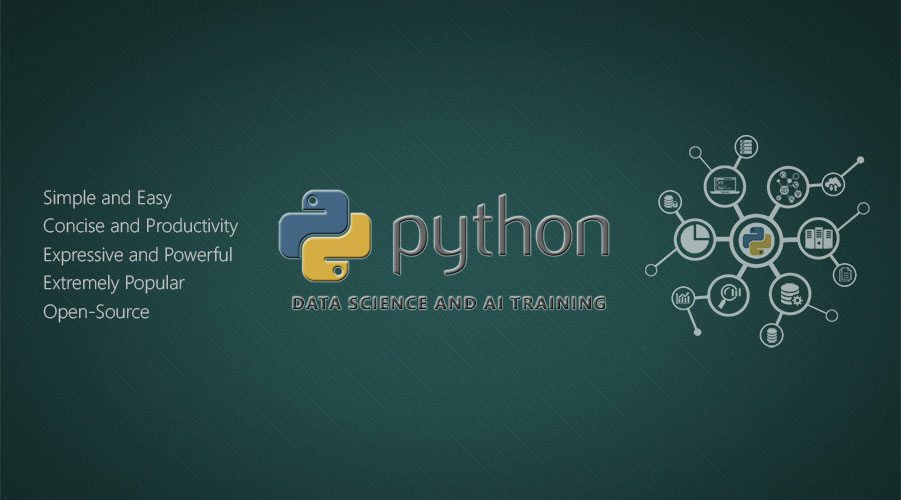 Simple and Easy
Concise and Productivity
Expressive and Powerful
Extremely Popular
Open-Source
python
DATA SCIENCE AND AI TRAINING